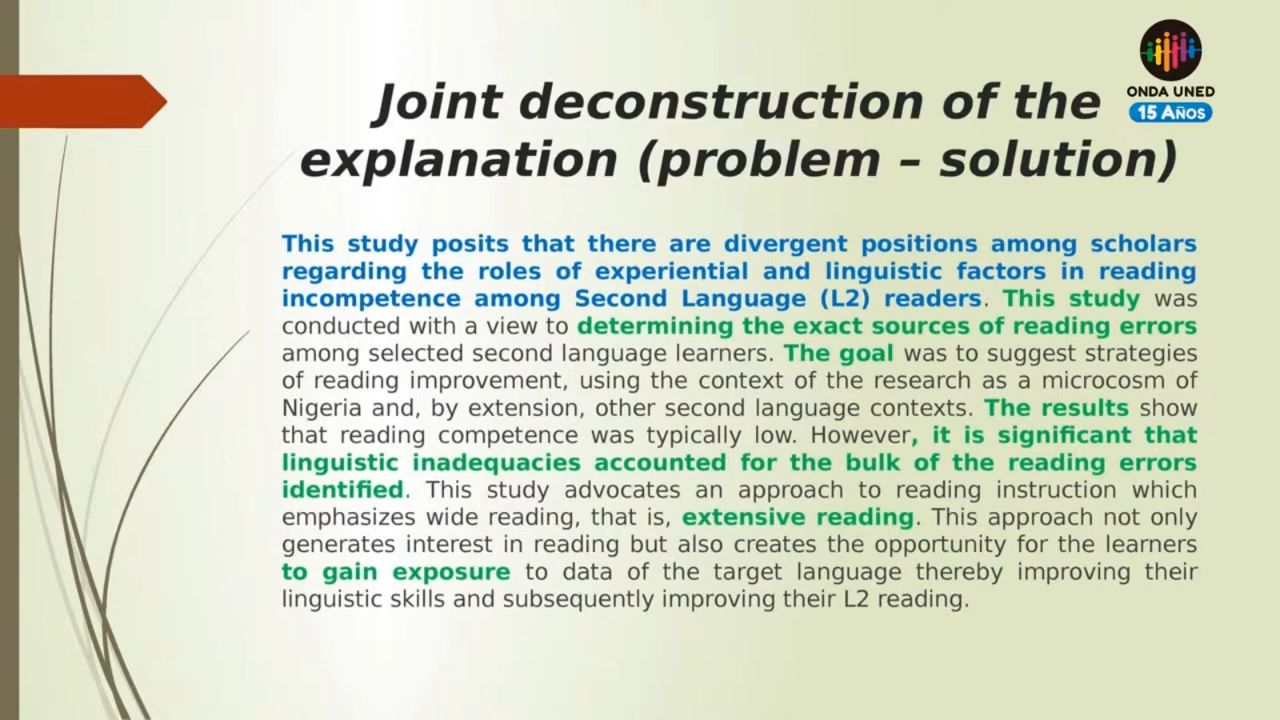 ONDA UNED
15 AÑOS
Joint deconstruction of the
explanation (problem – solution)
This study posits that there are divergent positions among scholars
regarding the roles of experiential and linguistic factors in reading
incompetence among Second Language (L2) readers. This study was
conducted with a view to determining the exact sources of reading errors
among selected second language learners. The goal was to suggest strategies
of reading improvement, using the context of the research as a microcosm of
Nigeria and, by extension, other second language contexts. The results show
that reading competence was typically low. However, it is significant that
linguistic inadequacies accounted for the bulk of the reading errors
identified. This study advocates an approach to reading instruction which
emphasizes wide reading, that is, extensive reading. This approach not only
generates interest in reading but also creates the opportunity for the learners
to gain exposure to data of the target language thereby improving their
linguistic skills and subsequently improving their L2 reading.